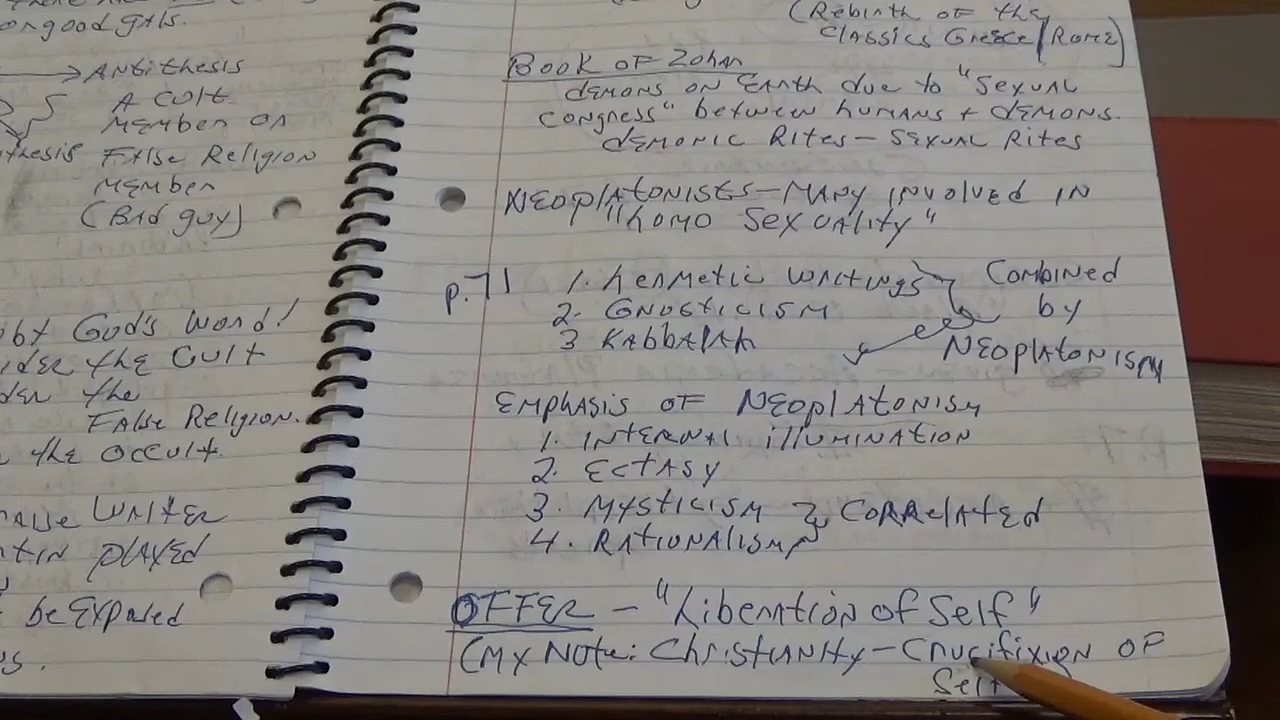 ongood gals.
Antithesis
A CULT
MEMBER OR
thesis FALSE Religion
MEMBER
(BAd guy)
God's Word!
the Cult
the
FALSE Religion.
the OCCULT.
WALTER
PLAYED
be EXPOSED
(REbirth OF the
CLASSICS Greece/ROME)
BOOK OF ZOhAR
dEMONS ON EARth due to "SEXUAL
CONgRESS" between humans + dEMONS.
dEMONIC RItES - SEXUAL RitES
NEOplAtONISTS - MANY INVOLVED IN
"hOMO SEXUAlity"
p.71 1. hERMEtic WRitiNgs COMbINEd
2. GNOStICISM by
3 KAbbALAh NEOplAtONISM
EMPHASIS OF NEOplAtONISM
1. INTERNAL illUMINAtION
2. ECTASY
3. MYSTICISM CORRElAtEd
4. RAtIONALISM
OFFER - "LibERAtiON of SElf"
(MY NOtE: ChRiStiANity - CRUCifiXION OF
SElf